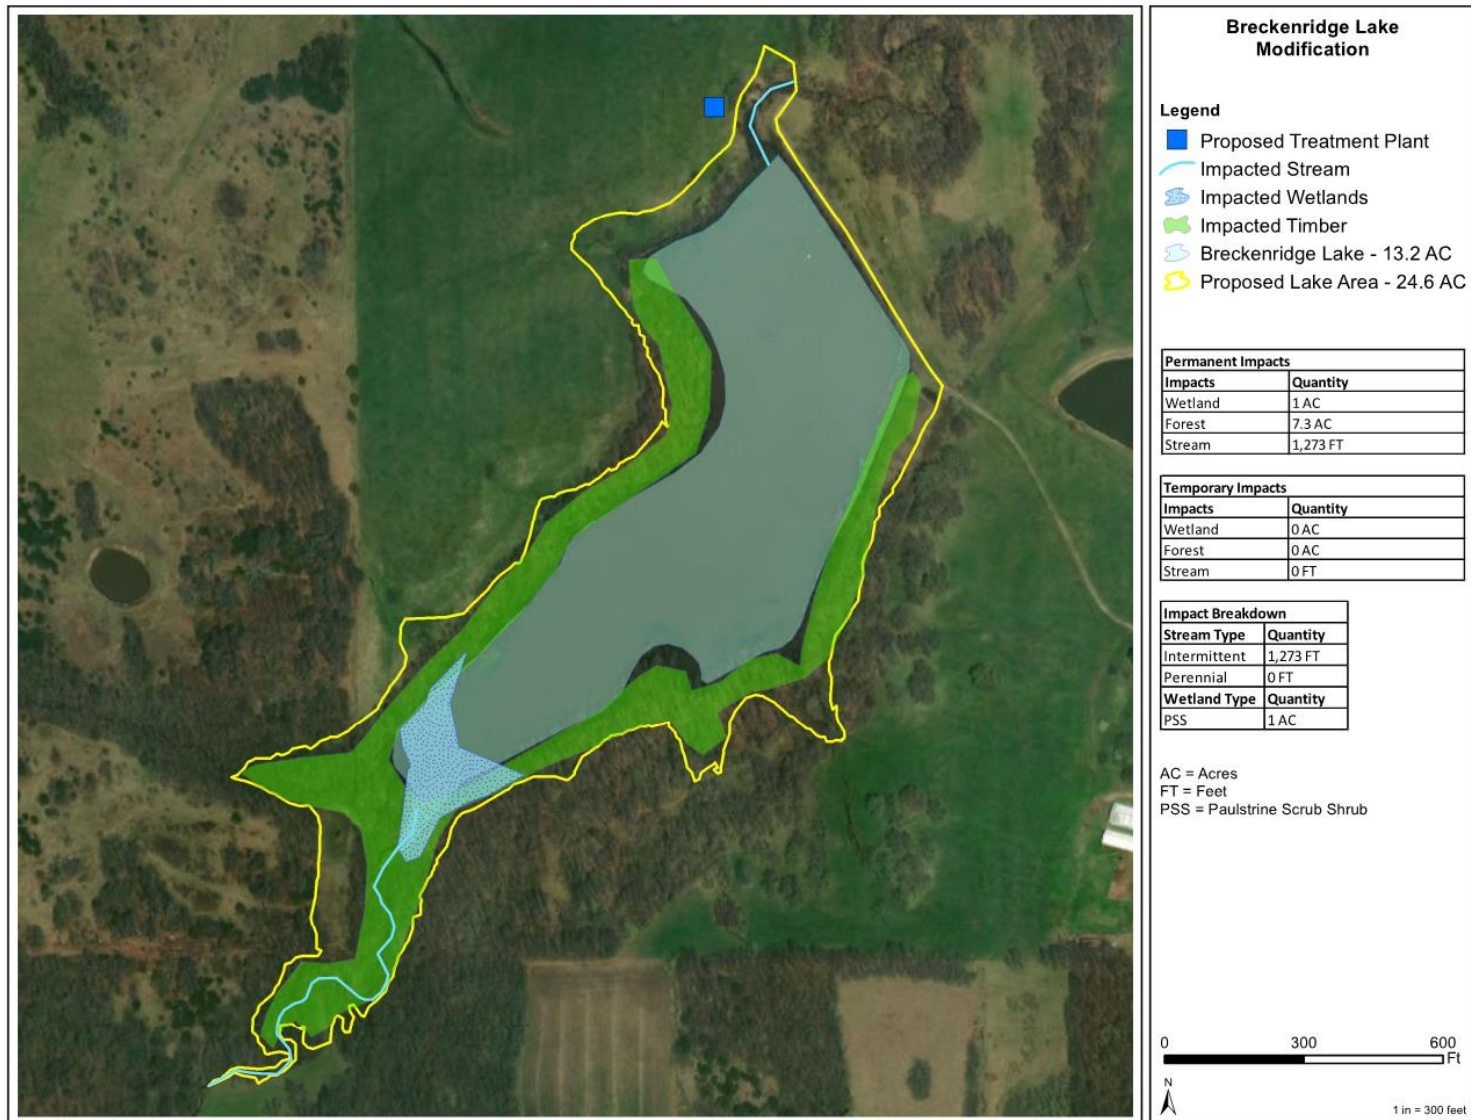 Breckenridge Lake
Modification
Legend
Proposed Treatment Plant
Impacted Stream
Impacted Wetlands
Impacted Timber
Breckenridge Lake - 13.2 AC
Proposed Lake Area - 24.6 AC
Permanent Impacts
Impacts Quantity
Wetland 1 AC
Forest 7.3 AC
Stream 1,273 FT
Temporary Impacts
Impacts Quantity
Wetland 0 AC
Forest 0 AC
Stream 0 FT
Impact Breakdown
Stream Type Quantity
Intermittent 1,273 FT
Perennial 0 FT
Wetland Type Quantity
PSS 1 AC
AC = Acres
FT = Feet
PSS = Paulstrine Scrub Shrub
0 300 600
Ft
N
1 in = 300 feet